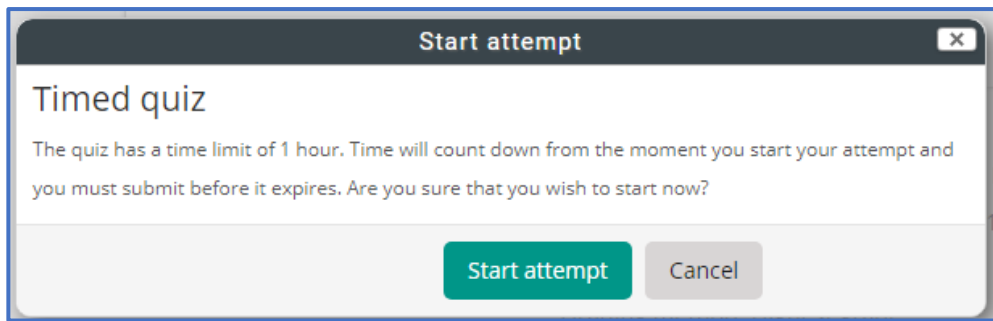 Start attempt
Timed quiz
The quiz has a time limit of 1 hour. Time will count down from the moment you start your attempt and
you must submit before it expires. Are you sure that you wish to start now?
Start attempt
Cancel